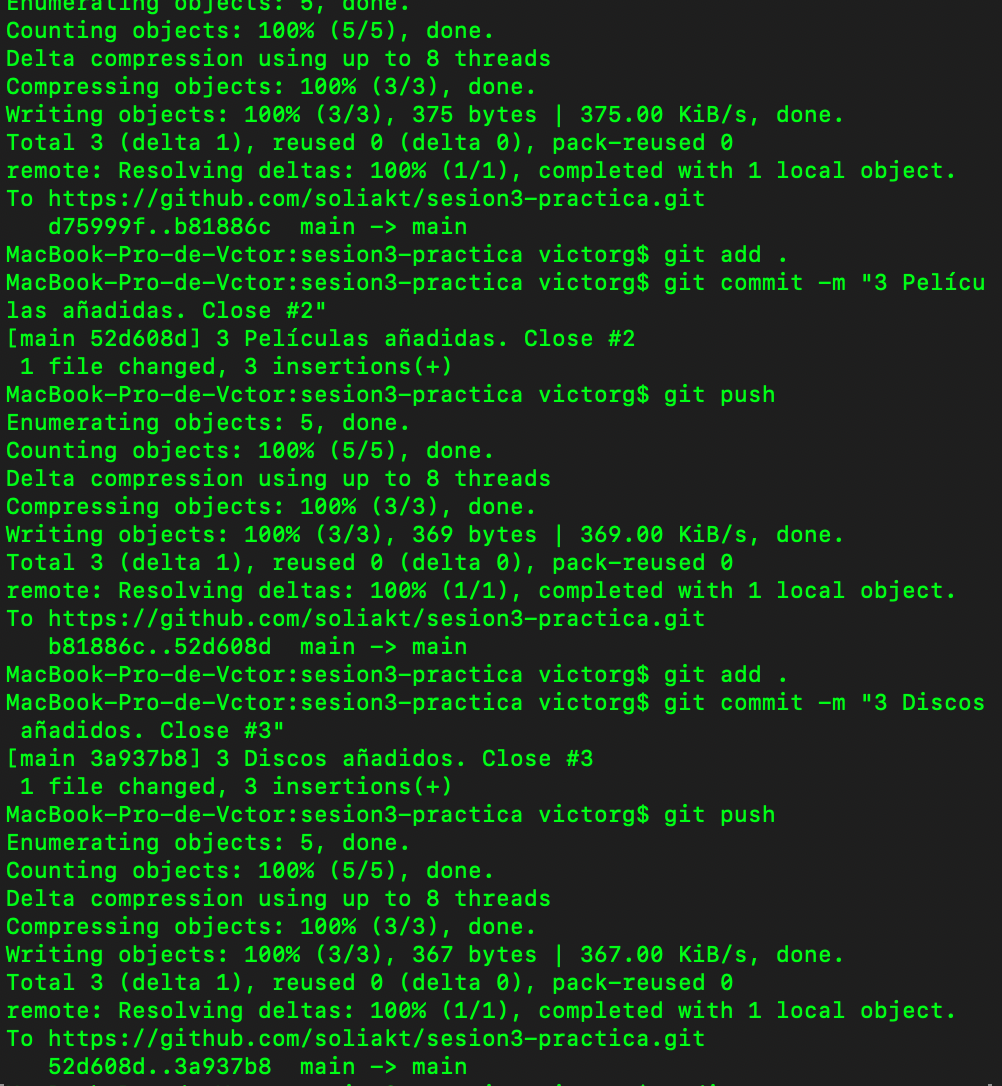 Enumerating objects: 5, done.
Counting objects: 100% (5/5), done.
Delta compression using up to 8 threads
Compressing objects: 100% (3/3), done.
Writing objects: 100% (3/3), 375 bytes | 375.00 KiB/s, done.
Total 3 (delta 1), reused 0 (delta 0), pack-reused 0
remote: Resolving deltas: 100% (1/1), completed with 1 local object.
To https://github.com/soliakt/sesion3-practica.git
   d75999f..b81886c  main -> main
MacBook-Pro-de-Vctor:sesion3-practica victorg$ git add .
MacBook-Pro-de-Vctor:sesion3-practica victorg$ git commit -m "3 Pelícu
las añadidas. Close #2"
[main 52d608d] 3 Películas añadidas. Close #2
 1 file changed, 3 insertions(+)
MacBook-Pro-de-Vctor:sesion3-practica victorg$ git push
Enumerating objects: 5, done.
Counting objects: 100% (5/5), done.
Delta compression using up to 8 threads
Compressing objects: 100% (3/3), done.
Writing objects: 100% (3/3), 369 bytes | 369.00 KiB/s, done.
Total 3 (delta 1), reused 0 (delta 0), pack-reused 0
remote: Resolving deltas: 100% (1/1), completed with 1 local object.
To https://github.com/soliakt/sesion3-practica.git
   b81886c..52d608d  main -> main
MacBook-Pro-de-Vctor:sesion3-practica victorg$ git add .
MacBook-Pro-de-Vctor:sesion3-practica victorg$ git commit -m "3 Discos
 añadidos. Close #3"
[main 3a937b8] 3 Discos añadidos. Close #3
 1 file changed, 3 insertions(+)
MacBook-Pro-de-Vctor:sesion3-practica victorg$ git push
Enumerating objects: 5, done.
Counting objects: 100% (5/5), done.
Delta compression using up to 8 threads
Compressing objects: 100% (3/3), done.
Writing objects: 100% (3/3), 367 bytes | 367.00 KiB/s, done.
Total 3 (delta 1), reused 0 (delta 0), pack-reused 0
remote: Resolving deltas: 100% (1/1), completed with 1 local object.
To https://github.com/soliakt/sesion3-practica.git
   52d608d..3a937b8  main -> main